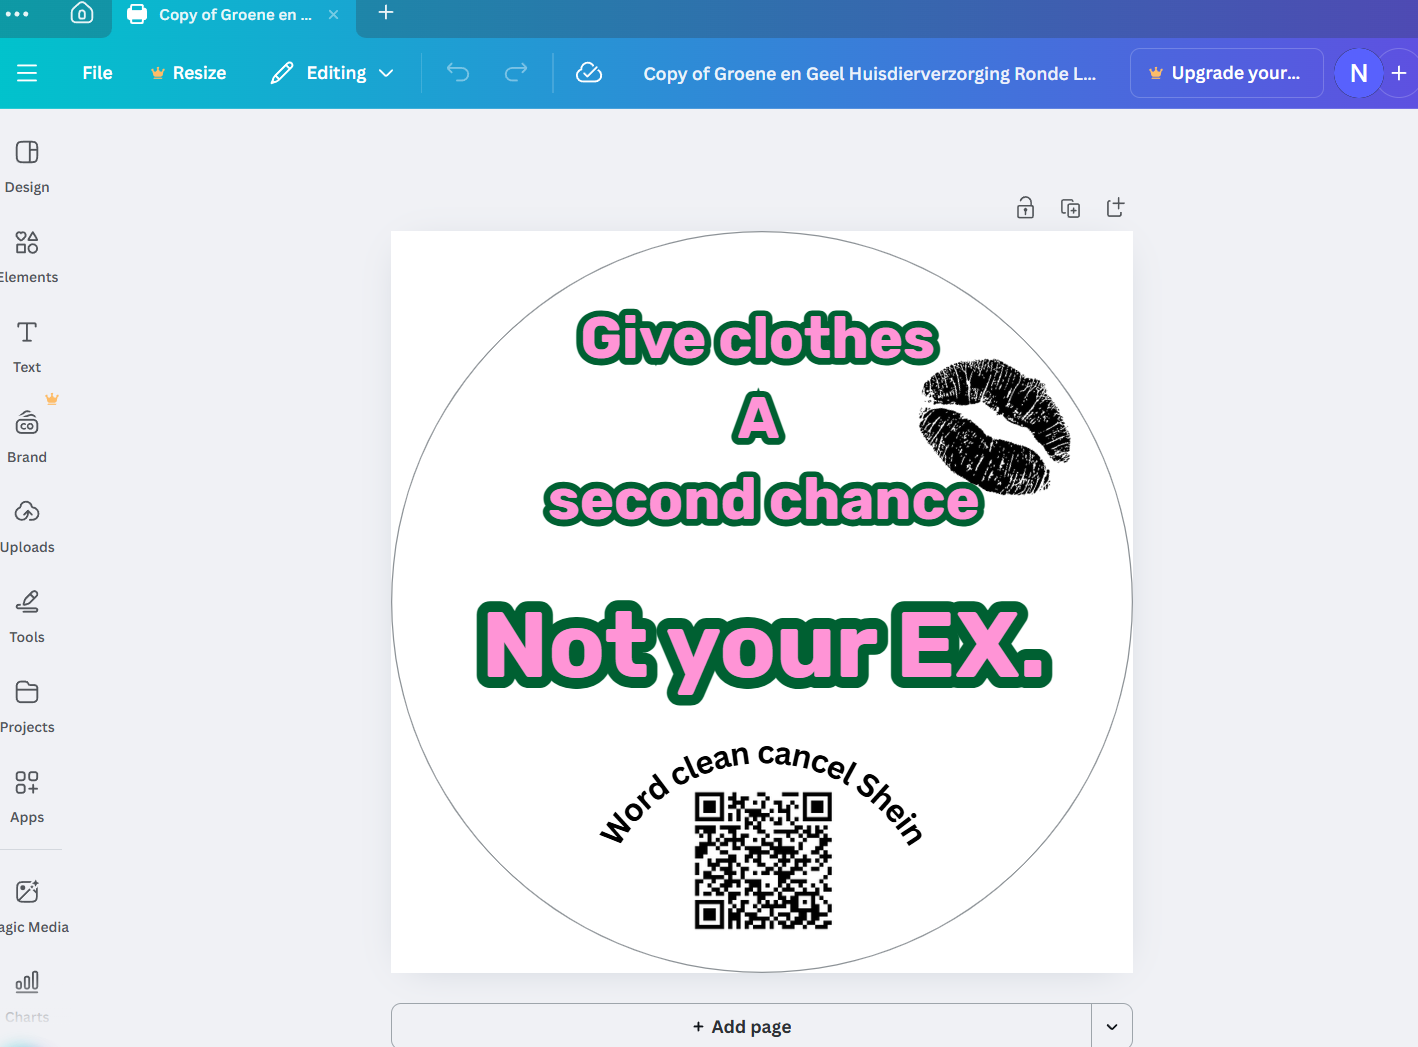 Copy of Groene en ...
File
Resize
Editing
Copy of Groene en Geel Huisdierverzorging Ronde L...
Upgrade your...
N
Design
Elements
Text
CO
Brand
Uploads
Tools
Projects
Apps
agic Media
Charts
Give clothes
A
second chance
Not your EX.
Word clean cancel Shein
+ Add page